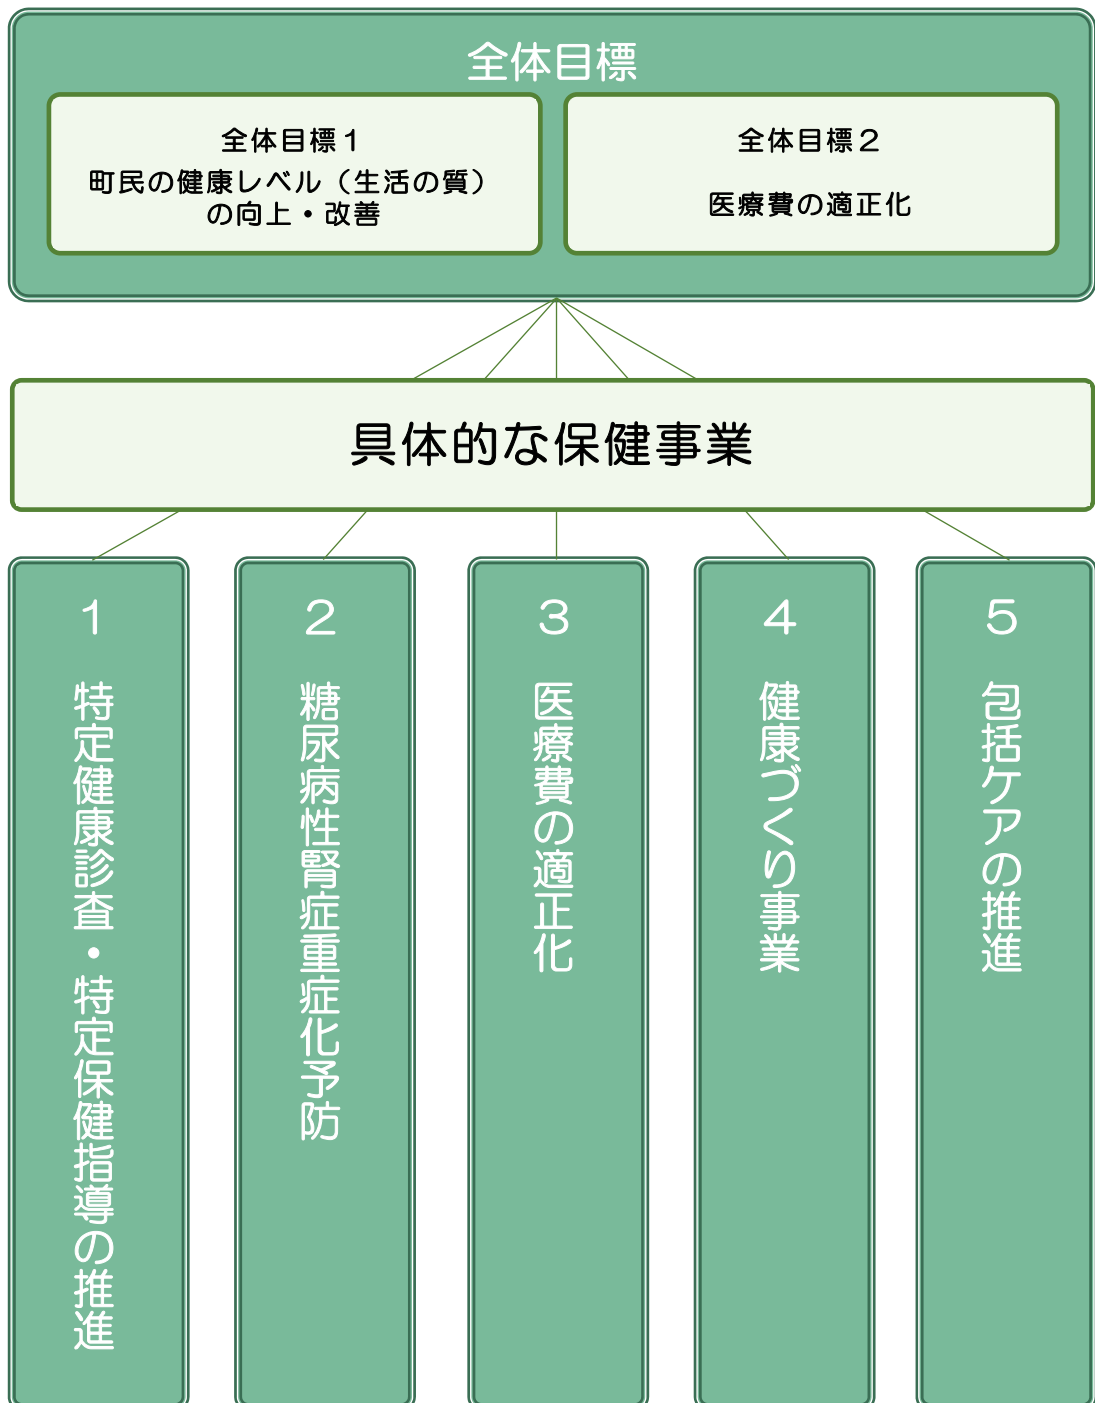 全体目標
全体目標１
町民の健康レベル（生活の質）
の向上・改善
全体目標２
医療費の適正化
具体的な保健事業
１　特定健康診査・特定保健指導の推進
２　糖尿病性腎症重症化予防
３　医療費の適正化
４　健康づくり事業
５　包括ケアの推進